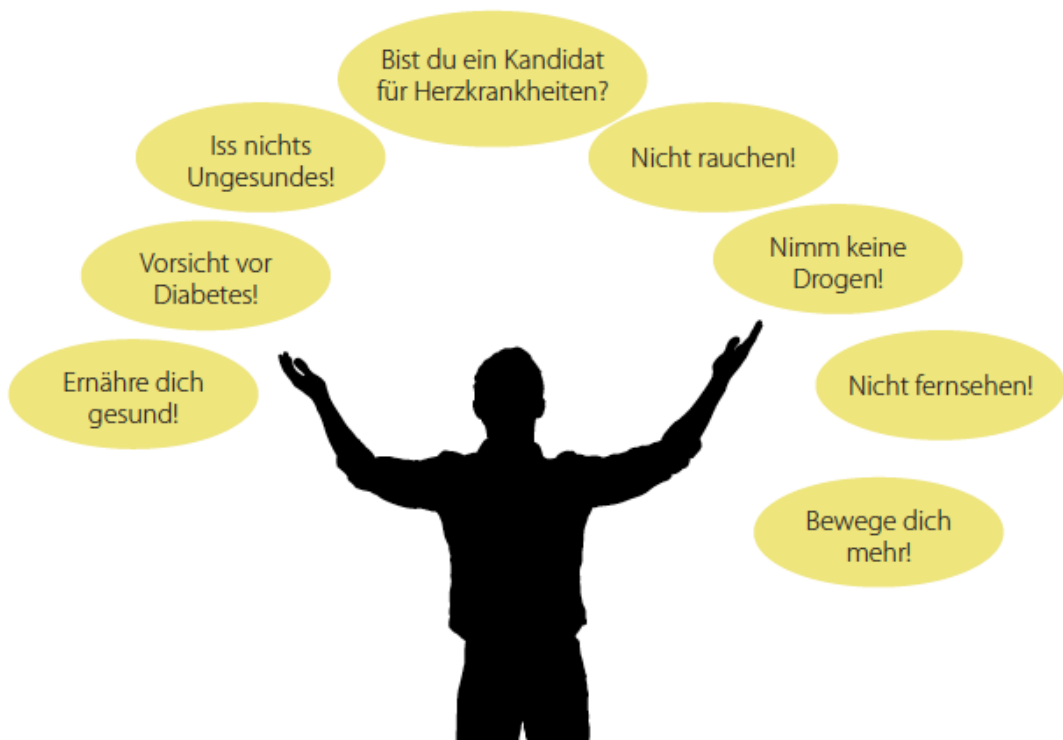 Bist du ein Kandidat
für Herzkrankheiten?
Iss nichts
Ungesundes!
Nicht rauchen!
Vorsicht vor
Diabetes!
Nimm keine
Drogen!
Ernähre dich
gesund!
Nicht fernsehen!
Bewege dich
mehr!